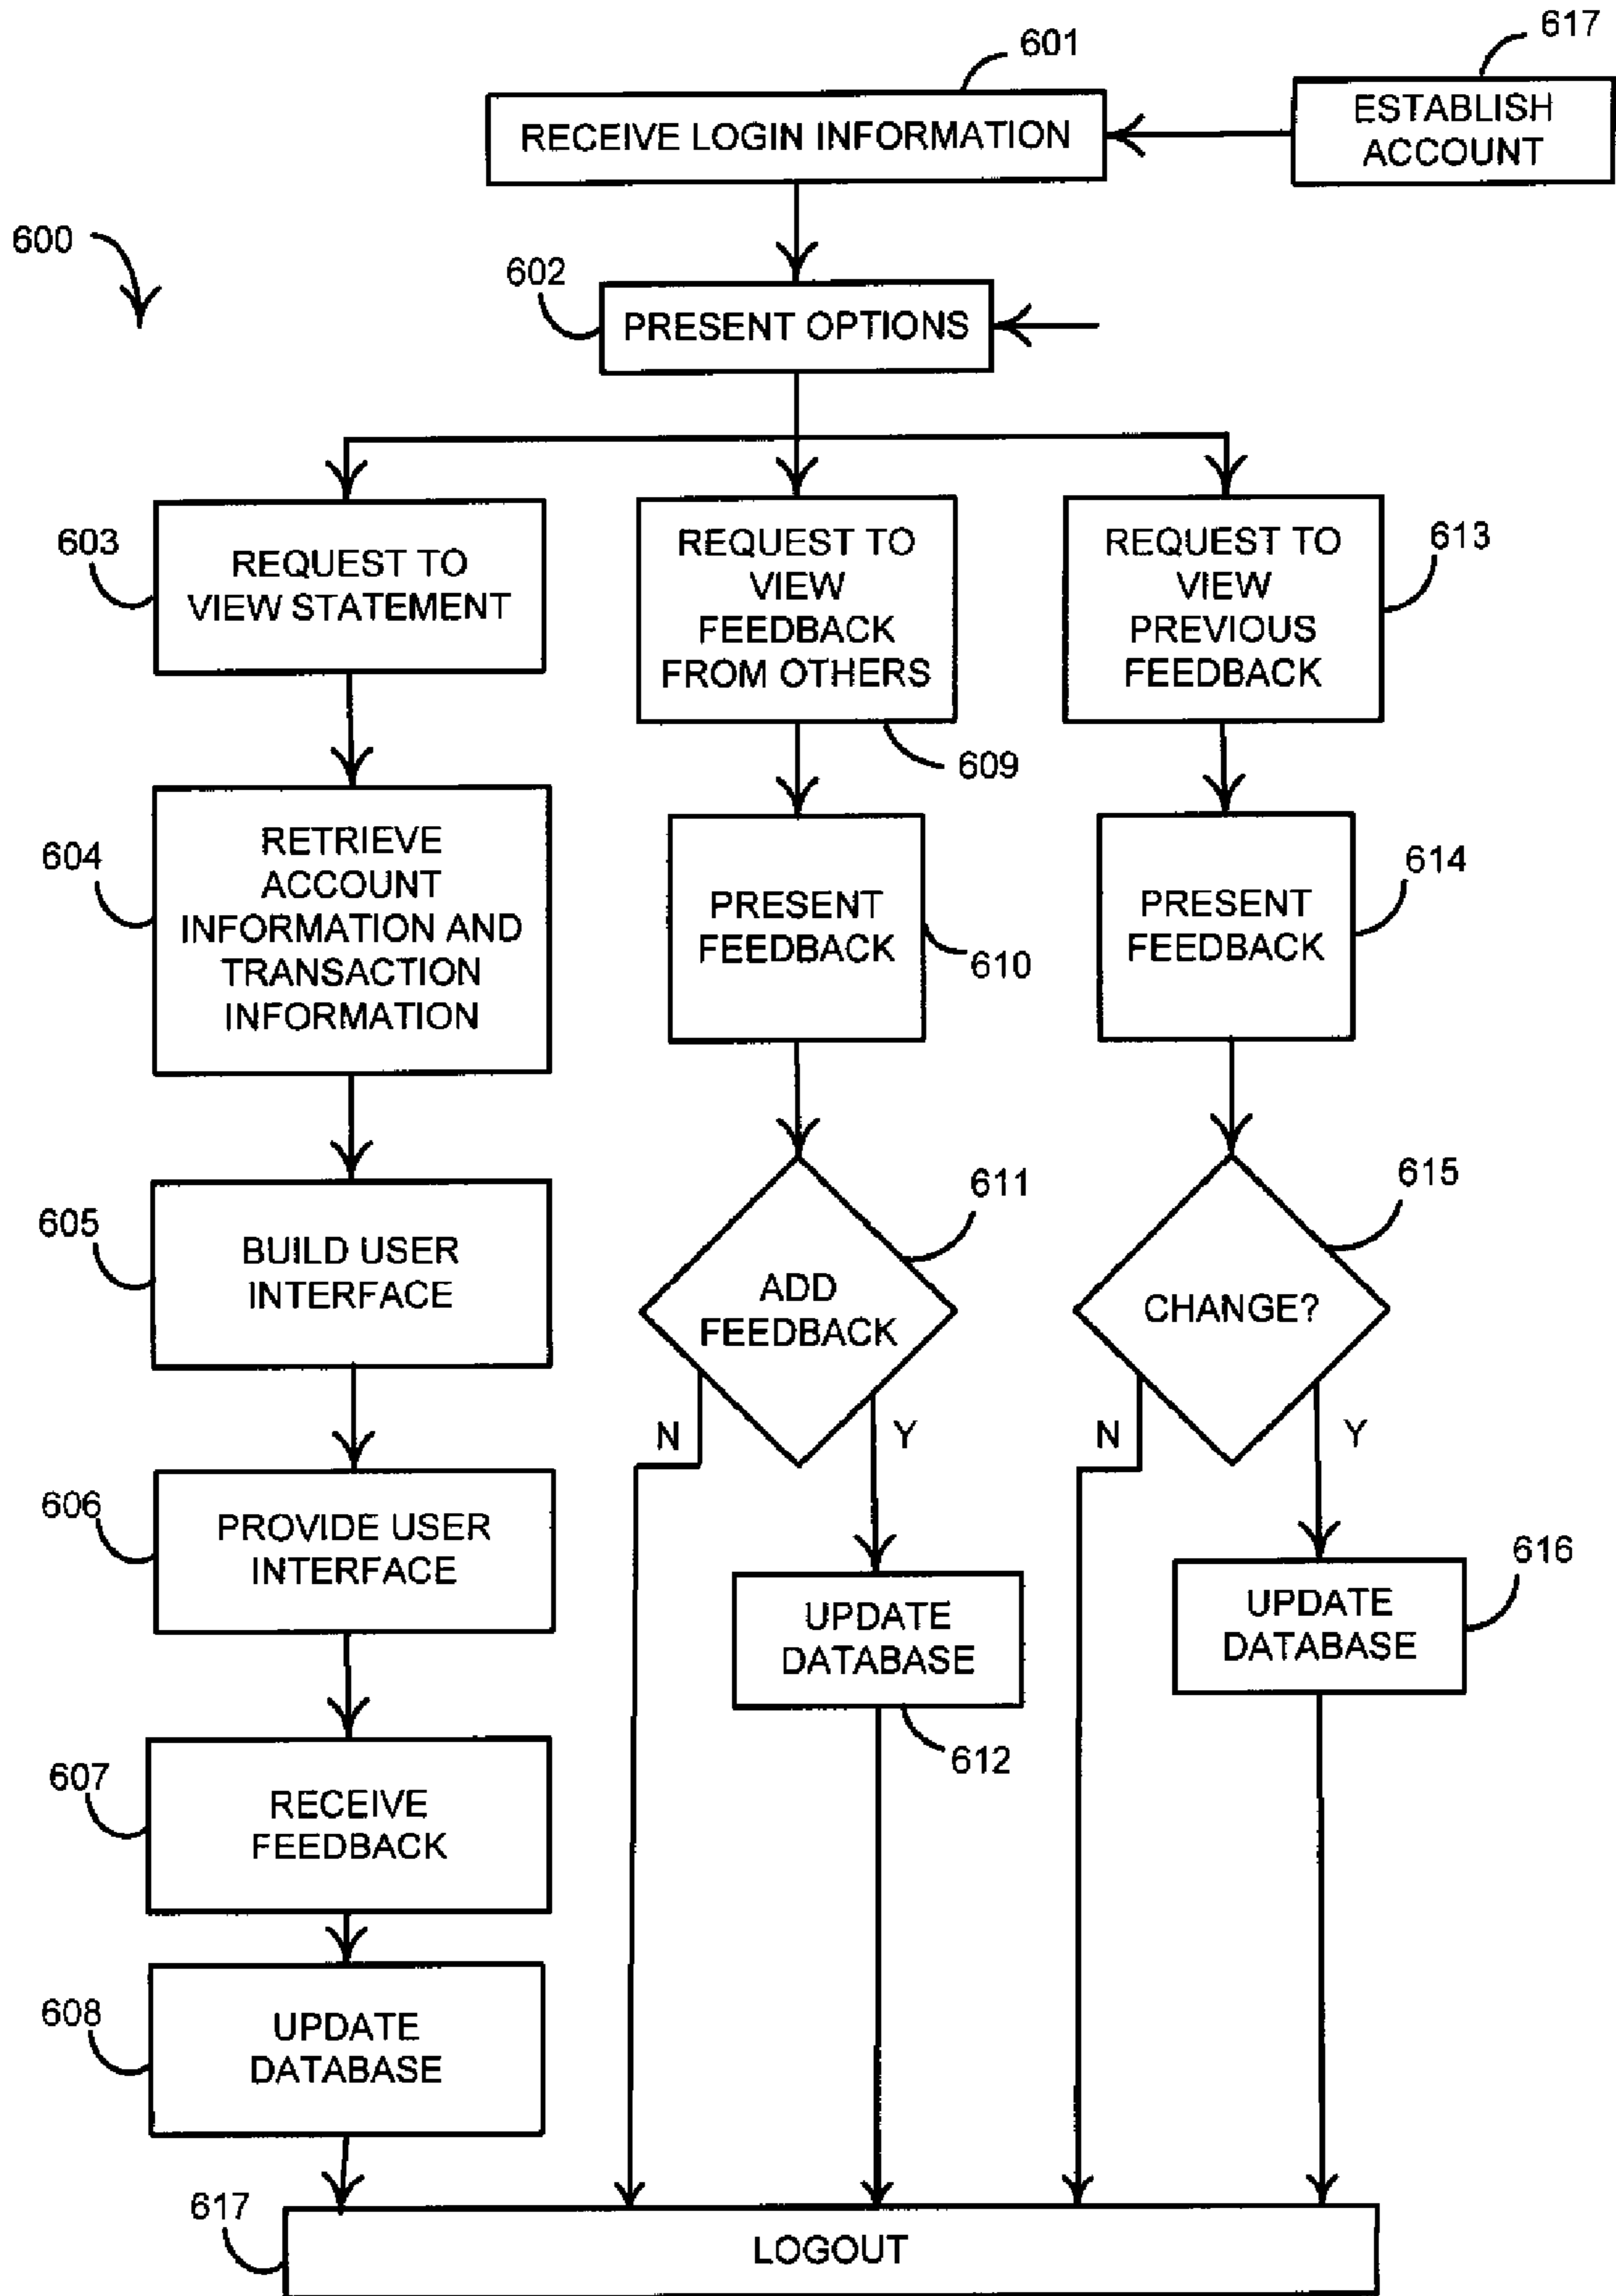 601
617
RECEIVE LOGIN INFORMATION
ESTABLISH
ACCOUNT
600
602
PRESENT OPTIONS
603
REQUEST TO
VIEW STATEMENT
REQUEST TO
VIEW
FEEDBACK
FROM OTHERS
609
REQUEST TO
VIEW
PREVIOUS
FEEDBACK
613
604
RETRIEVE
ACCOUNT
INFORMATION AND
TRANSACTION
INFORMATION
PRESENT
FEEDBACK
610
PRESENT
FEEDBACK
614
605
BUILD USER
INTERFACE
ADD
FEEDBACK
611
N
Y
CHANGE?
615
N
Y
606
PROVIDE USER
INTERFACE
UPDATE
DATABASE
612
UPDATE
DATABASE
616
607
RECEIVE
FEEDBACK
608
UPDATE
DATABASE
617
LOGOUT